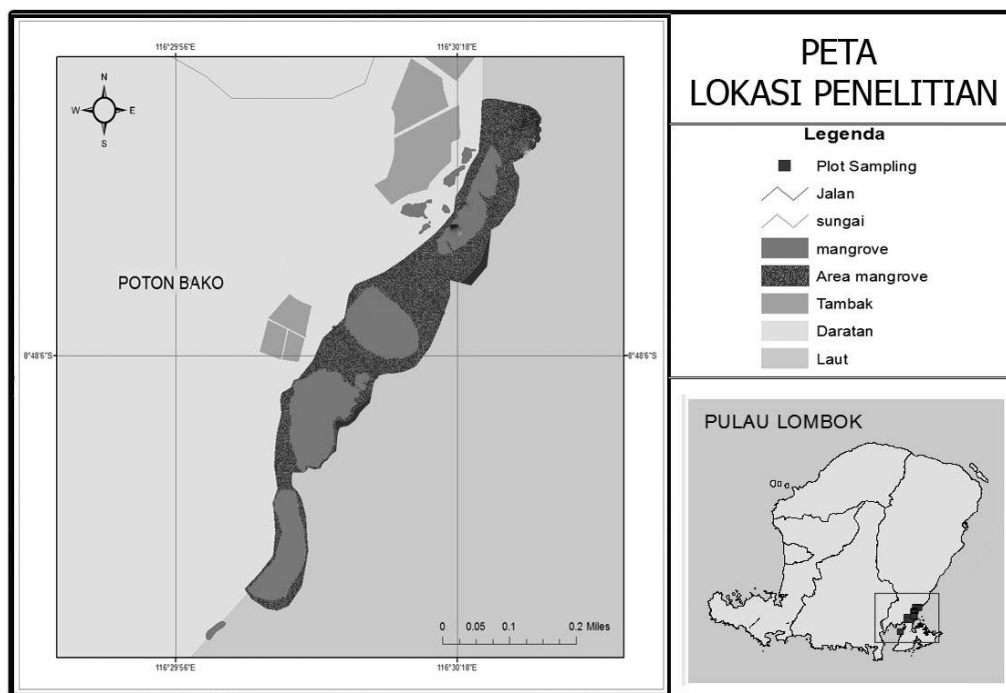 PETA
LOKASI PENELITIAN
Legenda
Plot Sampling
Jalan
sungai
mangrove
Area mangrove
Tambak
Daratan
Laut
116°29'56"E
116°30'18"E
N
W
E
S
POTON BAKO
8°48'6"S
8°48'6"S
0 0.05 0.1 0.2 Miles
116°29'56"E
116°30'18"E
PULAU LOMBOK